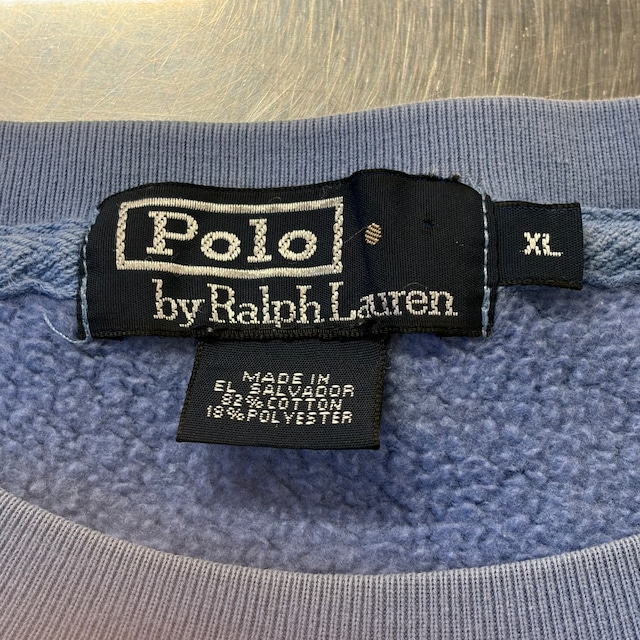 Polo
by Ralph Lauren
XL
MADE IN
EL SALVADOR
82% COTTON
18% POLYESTER